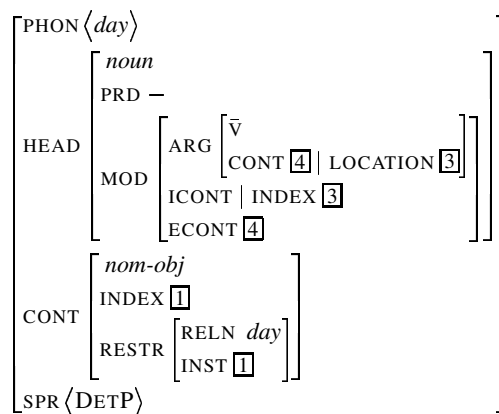 PHON ⟨day⟩
HEAD
noun
PRD –
MOD
ARG
V̄
CONT 4 | LOCATION 3
ICONT | INDEX 3
ECONT 4
CONT
nom-obj
INDEX 1
RESTR
RELN day
INST 1
SPR ⟨DETP⟩